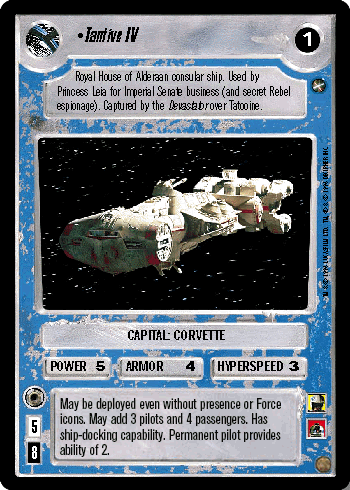 •Tantive IV
1
Royal House of Alderaan consular ship. Used by
Princess Leia for Imperial Senate business (and secret Rebel
espionage). Captured by the Devastator over Tatooine.
CAPITAL: CORVETTE
POWER 5
ARMOR 4
HYPERSPEED 3
May be deployed even without presence or Force
icons. May add 3 pilots and 4 passengers. Has
ship-docking capability. Permanent pilot provides
ability of 2.
5
8